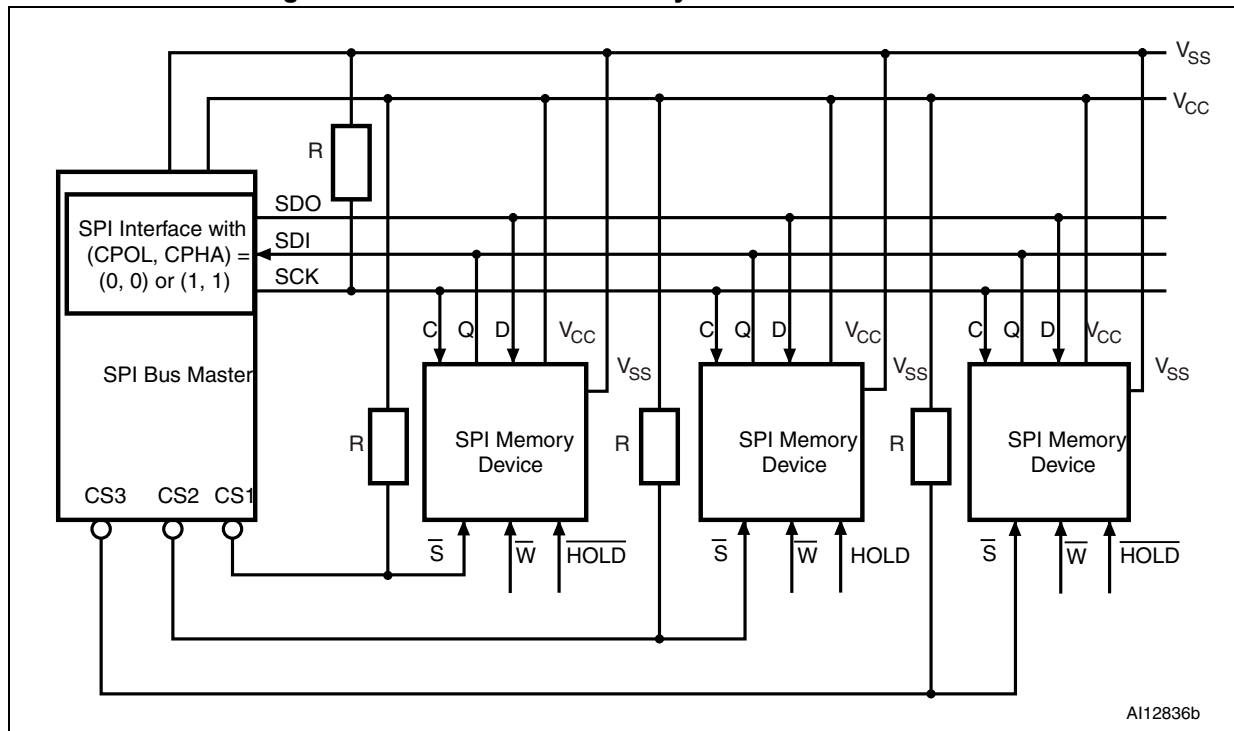 VSS
VCC
R
SDO
SPI Interface with
(CPOL, CPHA) =
(0, 0) or (1, 1)
SDI
SCK
SPI Bus Master
CS3 CS2 CS1
C Q D VCC VSS
R
SPI Memory
Device
S̅ W̅ H̅O̅L̅D̅
C Q D VCC VSS
R
SPI Memory
Device
S̅ W̅ HOLD
C Q D VCC VSS
R
SPI Memory
Device
S̅ W̅ H̅O̅L̅D̅
AI12836b